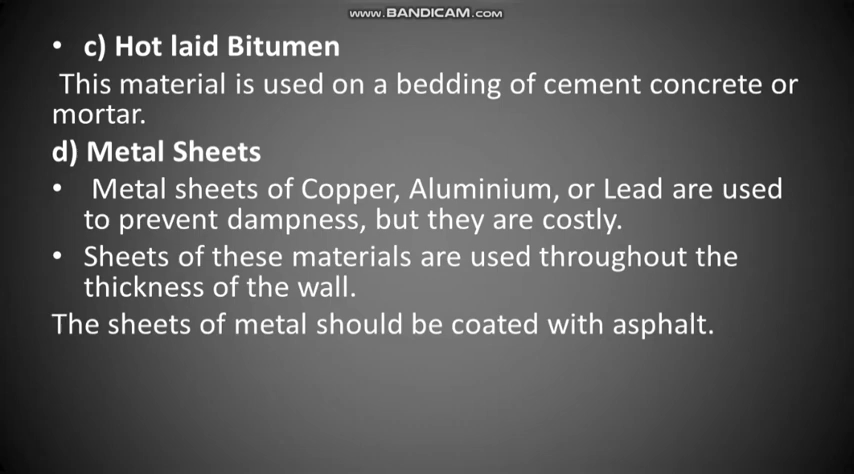 www.BANDICAM.com
• c) Hot laid Bitumen
This material is used on a bedding of cement concrete or
mortar.
d) Metal Sheets
• Metal sheets of Copper, Aluminium, or Lead are used
to prevent dampness, but they are costly.
• Sheets of these materials are used throughout the
thickness of the wall.
The sheets of metal should be coated with asphalt.